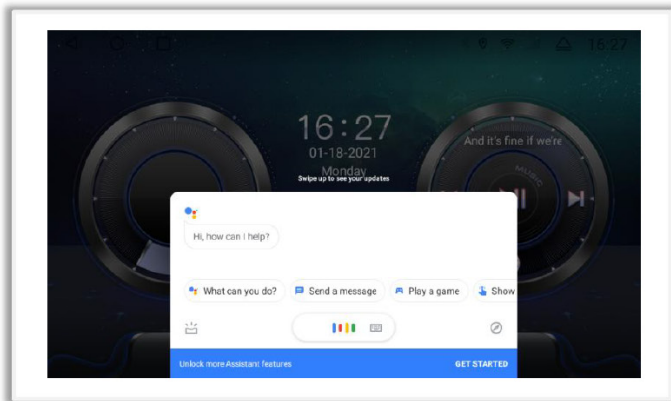 16:27
16:27
01-18-2021
Monday
And it's fine if we're
MUSIC
Swipe up to see your updates
Hi, how can I help?
What can you do?
Send a message
Play a game
Show
Unlock more Assistant features
GET STARTED